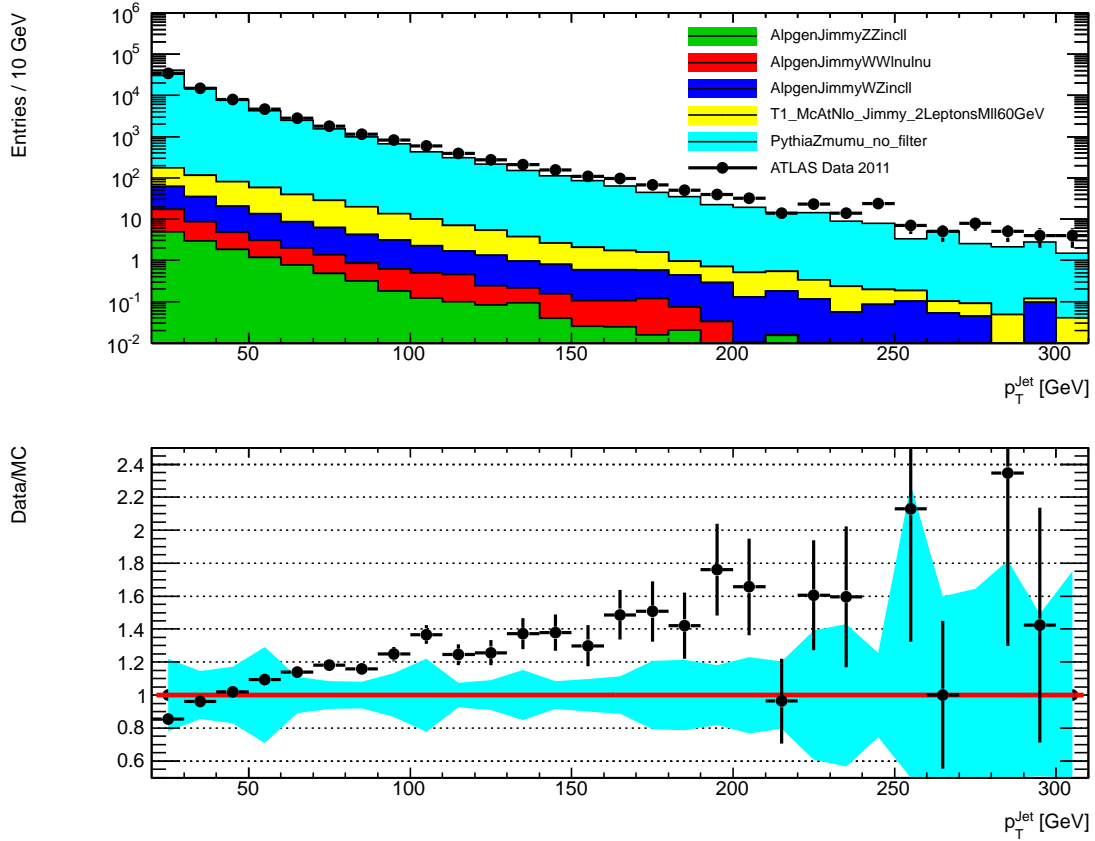 Entries / 10 GeV
10^6
10^5
10^4
10^3
10^2
10
1
10^-1
10^-2
AlpgenJimmyZZincll
AlpgenJimmyWWlnulnu
AlpgenJimmyWZincll
T1_McAtNlo_Jimmy_2LeptonsMll60GeV
PythiaZmumu_no_filter
ATLAS Data 2011
50 100 150 200 250 300
p_T^Jet [GeV]
Data/MC
2.4
2.2
2
1.8
1.6
1.4
1.2
1
0.8
0.6
50 100 150 200 250 300
p_T^Jet [GeV]